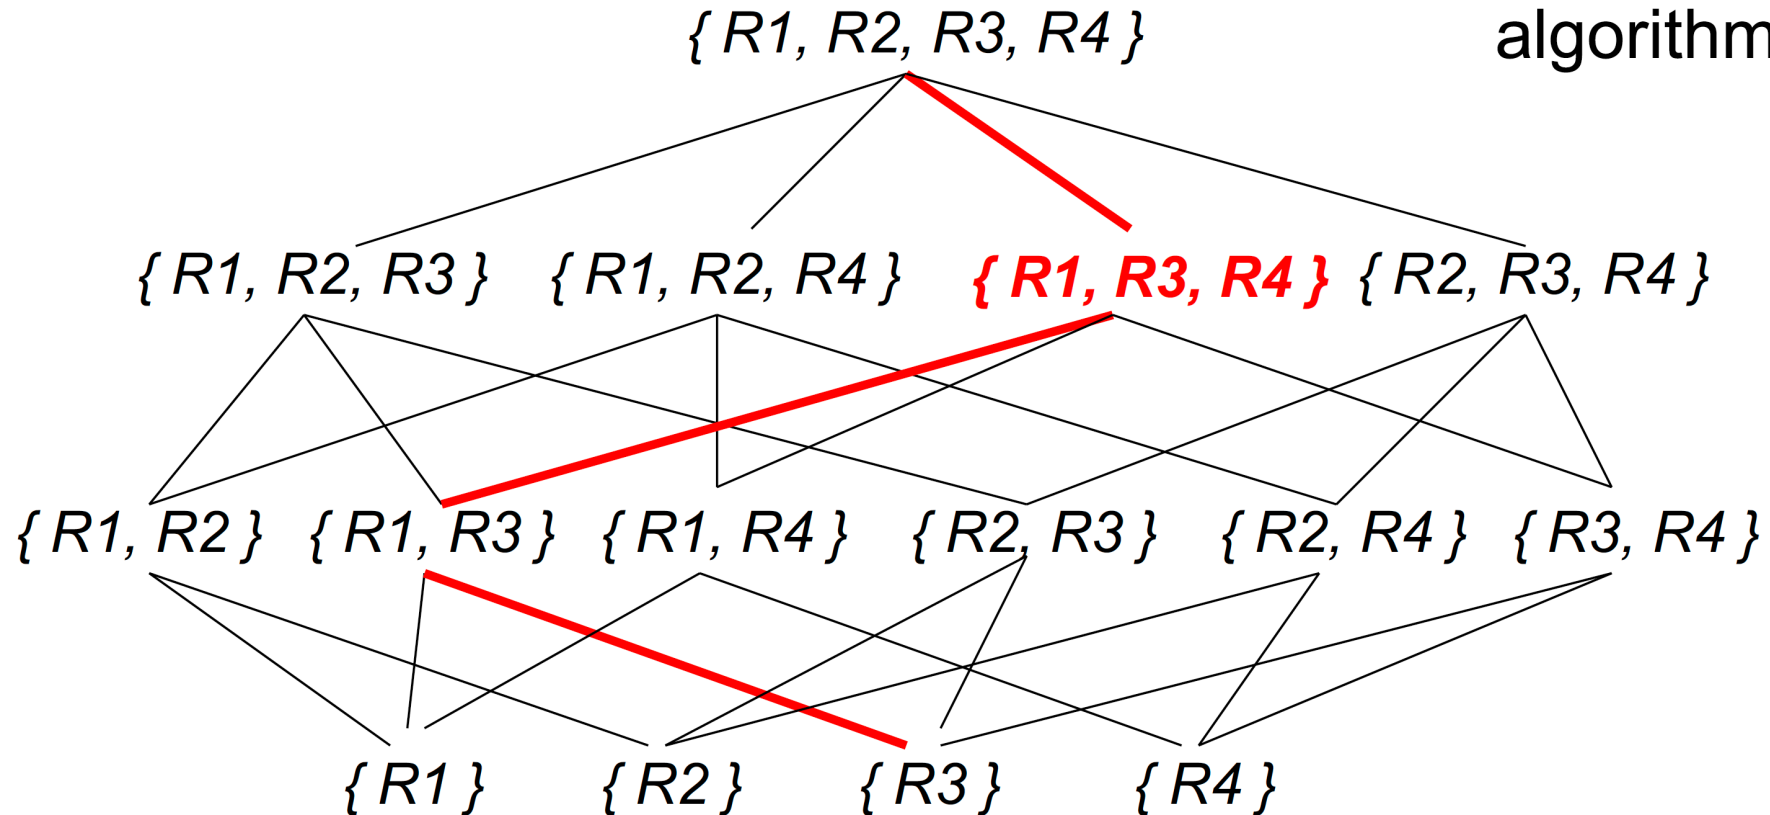 { R1, R2, R3, R4 }
algorithm
{ R1, R2, R3 } { R1, R2, R4 } { R1, R3, R4 } { R2, R3, R4 }
{ R1, R2 } { R1, R3 } { R1, R4 } { R2, R3 } { R2, R4 } { R3, R4 }
{ R1 } { R2 } { R3 } { R4 }